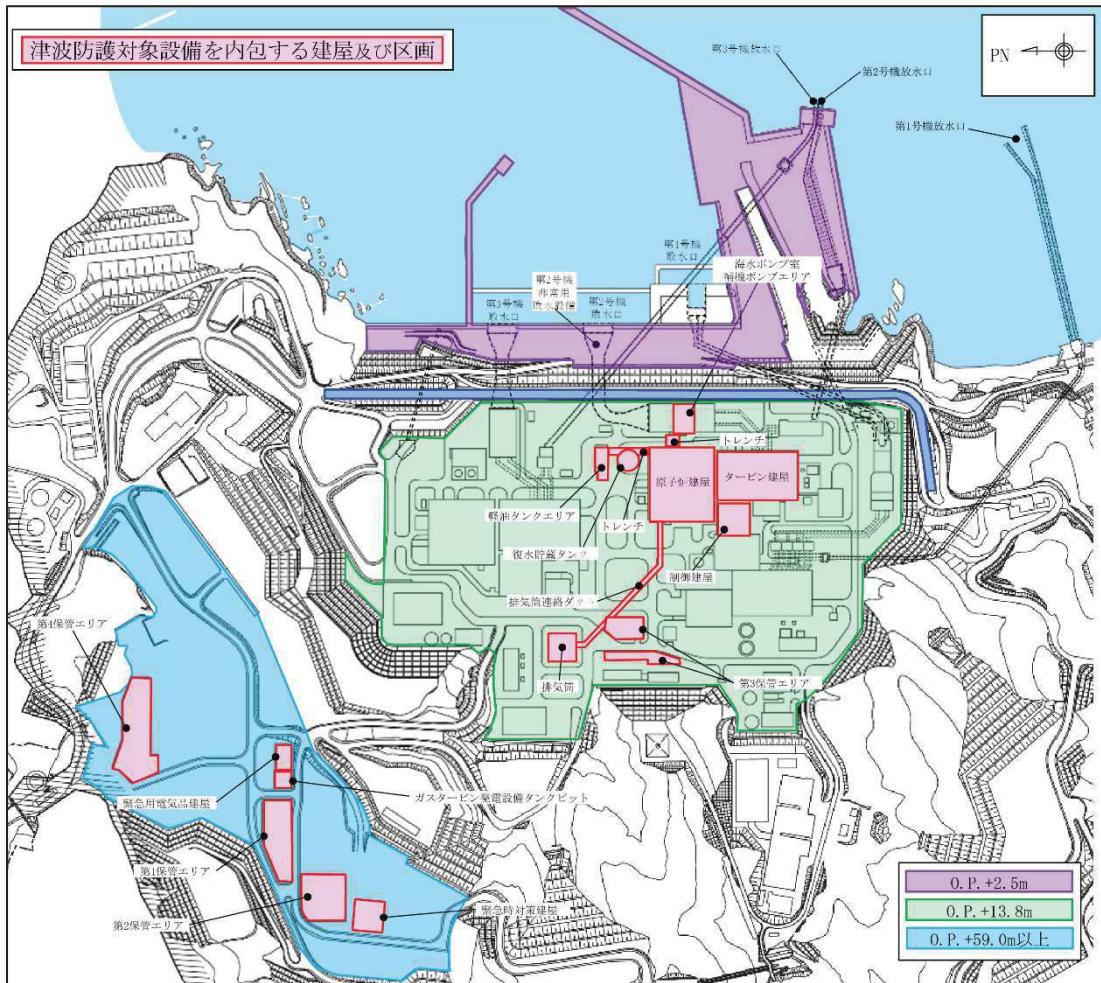 津波防護対象設備を内包する建屋及び区画
PN
第3号機放水口
第2号機放水口
第1号機放水口
第1号機
取水口
海水ポンプ室
補機ポンプエリア
第2号機
非常用
取水設備
第3号機
取水口
第2号機
取水口
トレンチ
原子炉建屋
タービン建屋
軽油タンクエリア
トレンチ
復水貯蔵タンク
制御建屋
排気筒連絡ダクト
第4保管エリア
排気筒
第3保管エリア
緊急用電気品建屋
ガスタービン発電設備タンクピット
第1保管エリア
第2保管エリア
緊急時対策建屋
O.P.+2.5m
O.P.+13.8m
O.P.+59.0m以上